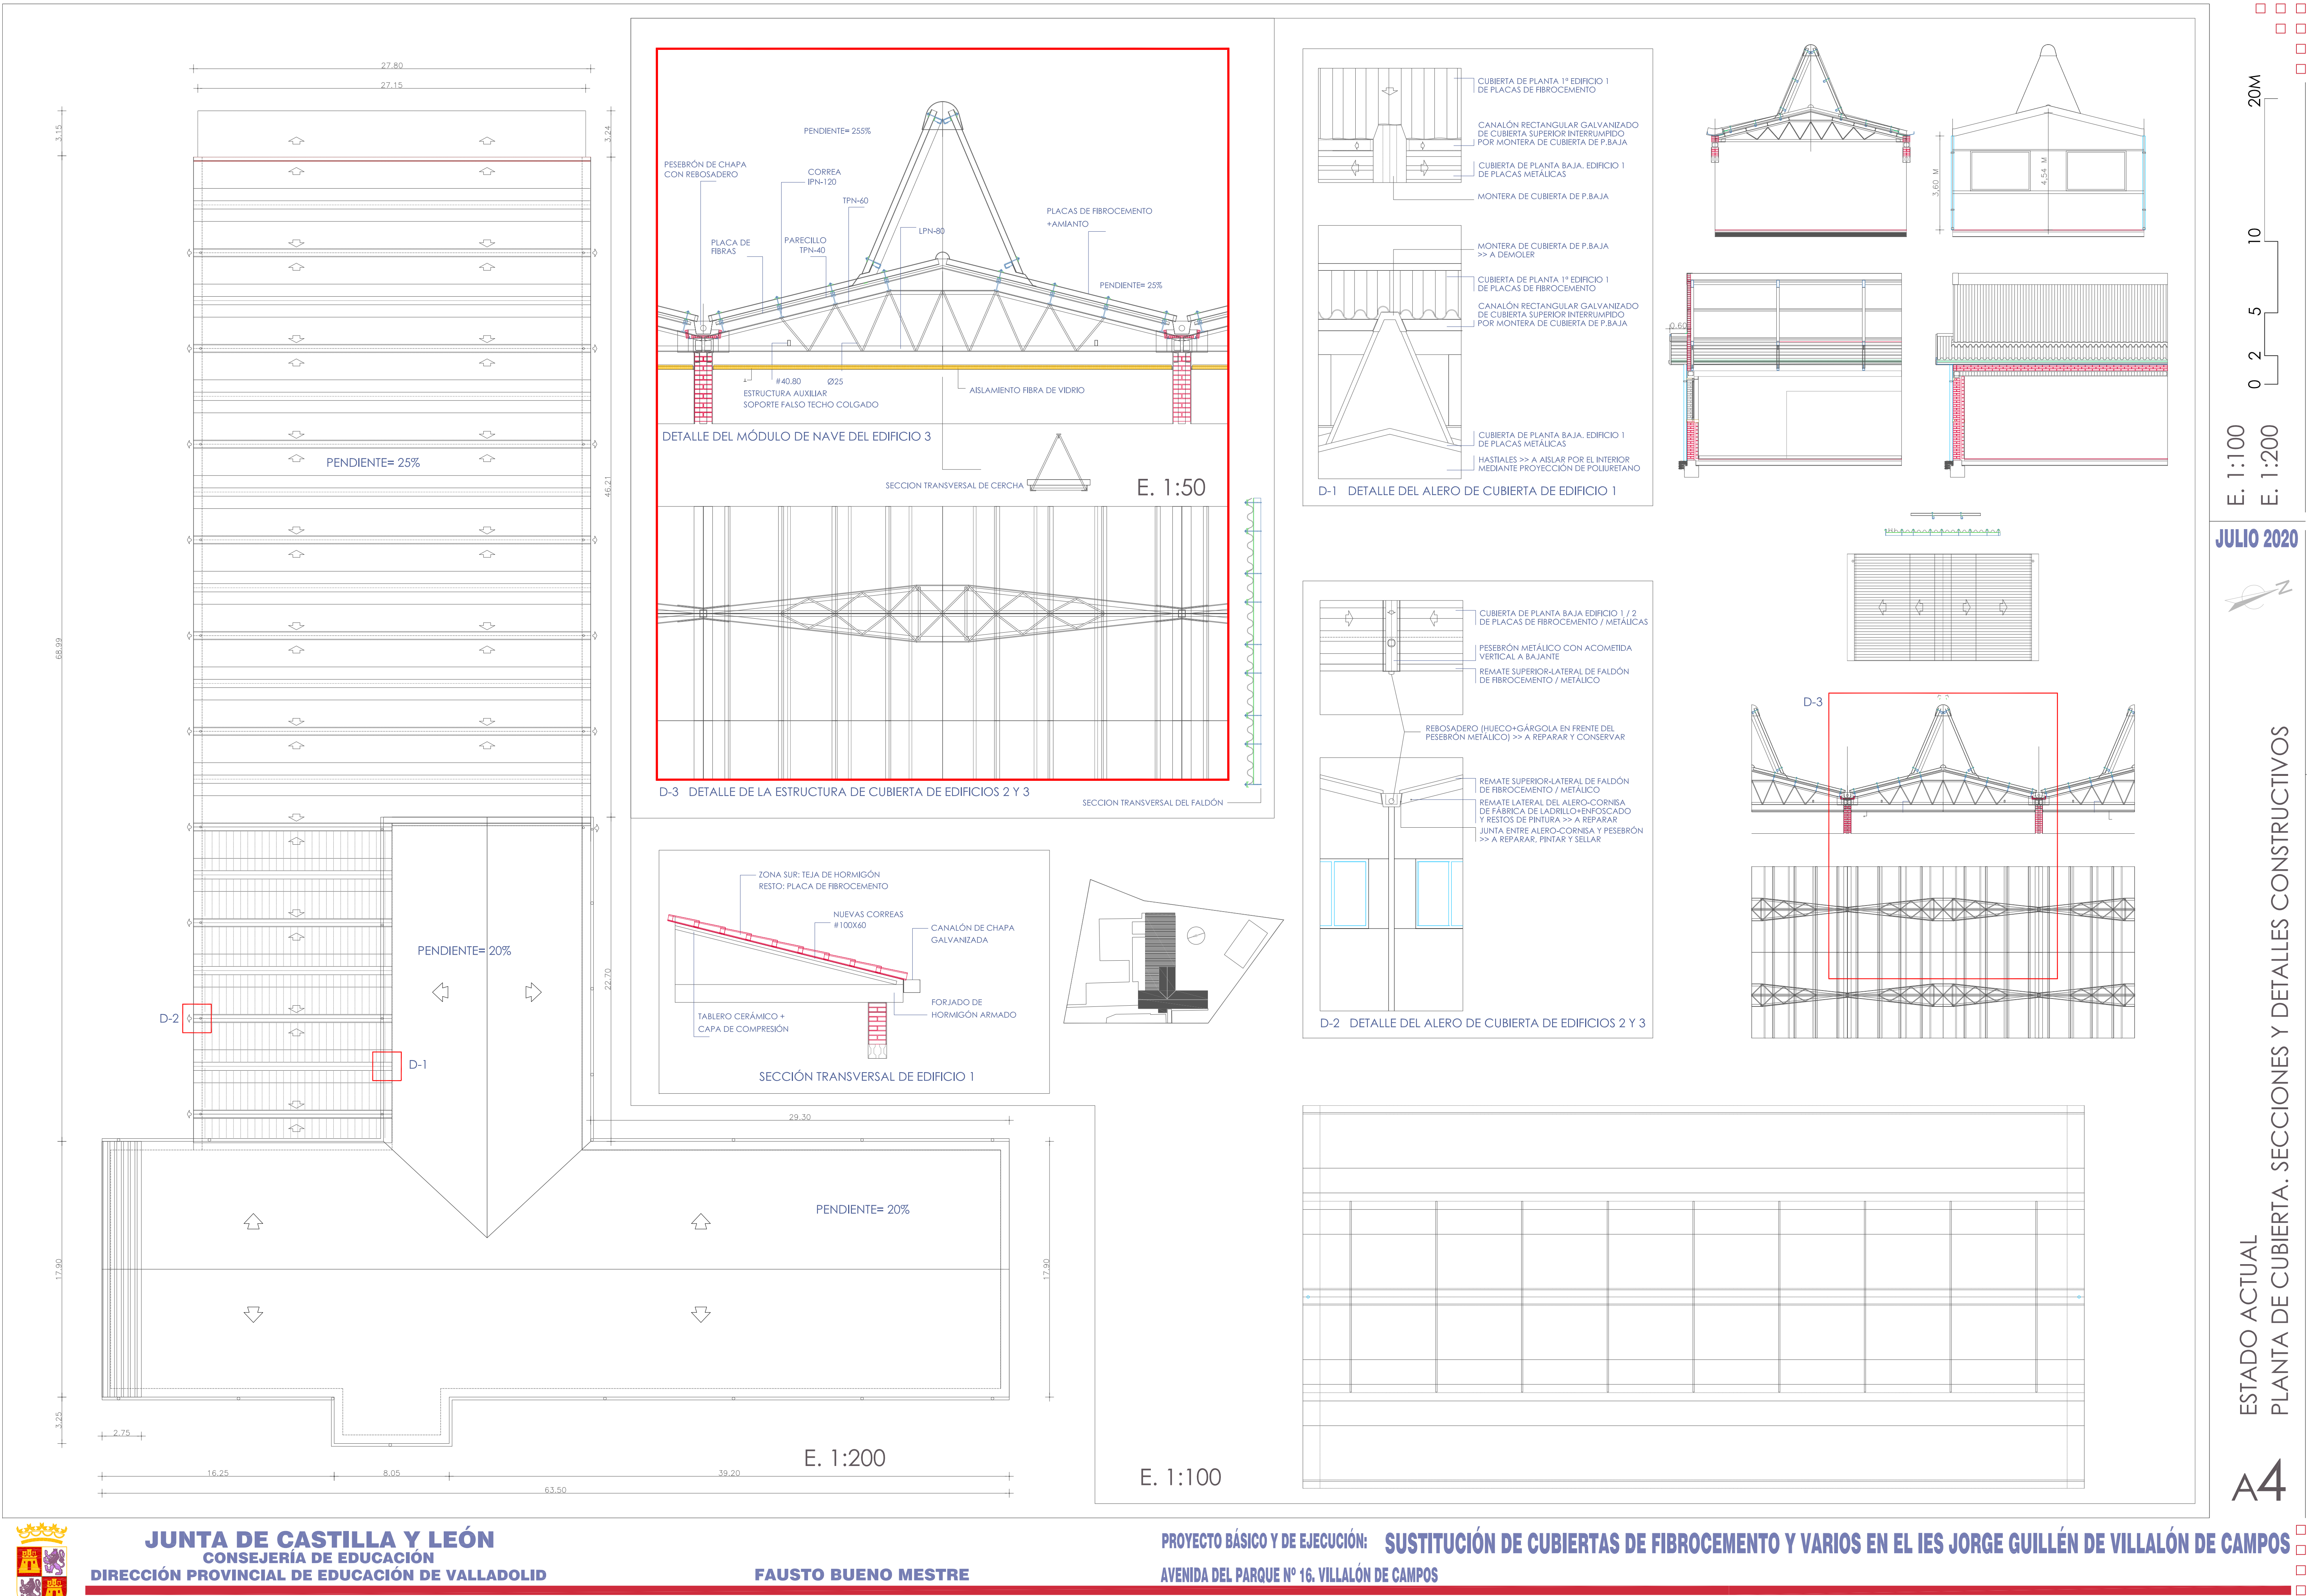 27.80
27.15
3.15
3.24
46.21
68.99
22.70
17.90
3.25
PENDIENTE= 25%
PENDIENTE= 20%
D-2
D-1
29.30
PENDIENTE= 20%
17.90
2.75
16.25
8.05
39.20
63.50
E. 1:200
PENDIENTE= 255%
PESEBRÓN DE CHAPA
CON REBOSADERO
CORREA
IPN-120
TPN-60
PLACAS DE FIBROCEMENTO
+AMIANTO
LPN-80
PLACA DE
FIBRAS
PARECILLO
TPN-40
PENDIENTE= 25%
#40.80
Ø25
ESTRUCTURA AUXILIAR
SOPORTE FALSO TECHO COLGADO
AISLAMIENTO FIBRA DE VIDRIO
DETALLE DEL MÓDULO DE NAVE DEL EDIFICIO 3
SECCIÓN TRANSVERSAL DE CERCHA
E. 1:50
D-3 DETALLE DE LA ESTRUCTURA DE CUBIERTA DE EDIFICIOS 2 Y 3
SECCION TRANSVERSAL DEL FALDÓN
ZONA SUR: TEJA DE HORMIGÓN
RESTO: PLACA DE FIBROCEMENTO
NUEVAS CORREAS
#100X60
CANALÓN DE CHAPA
GALVANIZADA
FORJADO DE
HORMIGÓN ARMADO
TABLERO CERÁMICO +
CAPA DE COMPRESIÓN
SECCIÓN TRANSVERSAL DE EDIFICIO 1
E. 1:100
CUBIERTA DE PLANTA 1ª EDIFICIO 1
DE PLACAS DE FIBROCEMENTO
CANALÓN RECTANGULAR GALVANIZADO
DE CUBIERTA SUPERIOR INTERRUMPIDO
POR MONTERA DE CUBIERTA DE P.BAJA
CUBIERTA DE PLANTA BAJA. EDIFICIO 1
DE PLACAS METÁLICAS
MONTERA DE CUBIERTA DE P.BAJA
MONTERA DE CUBIERTA DE P.BAJA
>> A DEMOLER
CUBIERTA DE PLANTA 1ª EDIFICIO 1
DE PLACAS DE FIBROCEMENTO
CANALÓN RECTANGULAR GALVANIZADO
DE CUBIERTA SUPERIOR INTERRUMPIDO
POR MONTERA DE CUBIERTA DE P.BAJA
CUBIERTA DE PLANTA BAJA. EDIFICIO 1
DE PLACAS METÁLICAS
HASTIALES >> A AISLAR POR EL INTERIOR
MEDIANTE PROYECCIÓN DE POLIURETANO
D-1 DETALLE DEL ALERO DE CUBIERTA DE EDIFICIO 1
CUBIERTA DE PLANTA BAJA EDIFICIO 1 / 2
DE PLACAS DE FIBROCEMENTO / METÁLICAS
PESEBRÓN METÁLICO CON ACOMETIDA
VERTICAL A BAJANTE
REMATE SUPERIOR-LATERAL DE FALDÓN
DE FIBROCEMENTO / METÁLICO
REBOSADERO (HUECO+GÁRGOLA EN FRENTE DEL
PESEBRÓN METÁLICO) >> A REPARAR Y CONSERVAR
REMATE SUPERIOR-LATERAL DE FALDÓN
DE FIBROCEMENTO / METÁLICO
REMATE LATERAL DEL ALERO-CORNISA
DE FÁBRICA DE LADRILLO+ENFOSCADO
Y RESTOS DE PINTURA >> A REPARAR
JUNTA ENTRE ALERO-CORNISA Y PESEBRÓN
>> A REPARAR, PINTAR Y SELLAR
D-2 DETALLE DEL ALERO DE CUBIERTA DE EDIFICIOS 2 Y 3
3,60 M
4,54 M
0.60
D-3
0 2 5 10 20M
E. 1:100
E. 1:200
JULIO 2020
N
ESTADO ACTUAL
PLANTA DE CUBIERTA. SECCIONES Y DETALLES CONSTRUCTIVOS
A4
JUNTA DE CASTILLA Y LEÓN
CONSEJERÍA DE EDUCACIÓN
DIRECCIÓN PROVINCIAL DE EDUCACIÓN DE VALLADOLID
FAUSTO BUENO MESTRE
PROYECTO BÁSICO Y DE EJECUCIÓN: SUSTITUCIÓN DE CUBIERTAS DE FIBROCEMENTO Y VARIOS EN EL IES JORGE GUILLÉN DE VILLALÓN DE CAMPOS
AVENIDA DEL PARQUE Nº 16. VILLALÓN DE CAMPOS